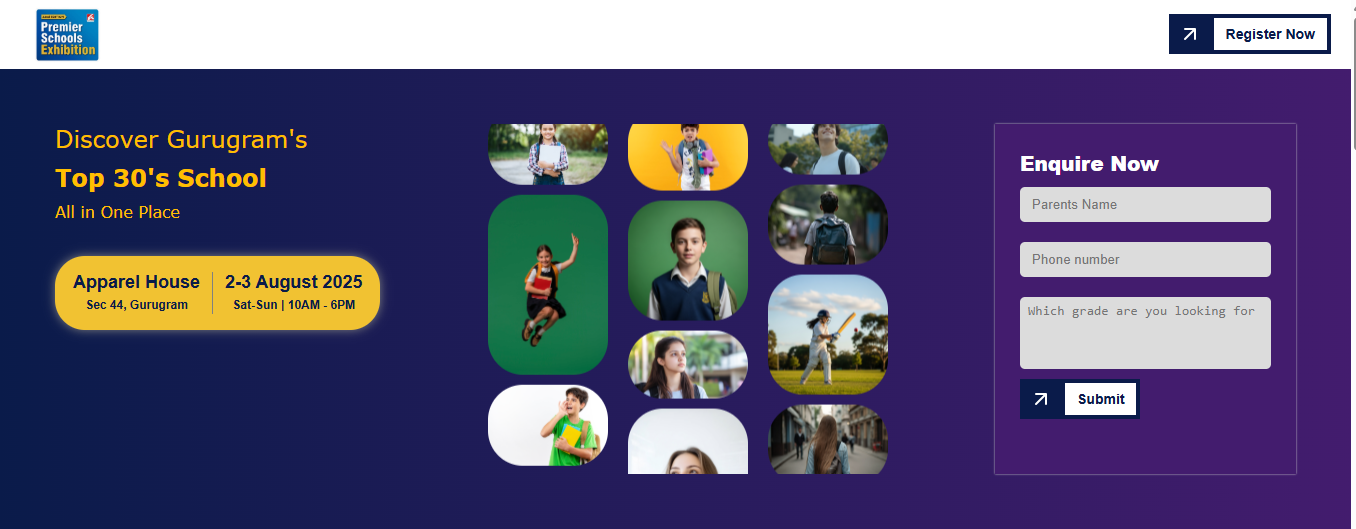 Premier
Schools
Exhibition
Register Now
Discover Gurugram's
Top 30's School
All in One Place
Apparel House
Sec 44, Gurugram
2-3 August 2025
Sat-Sun | 10AM - 6PM
Enquire Now
Parents Name
Phone number
Which grade are you looking for
Submit